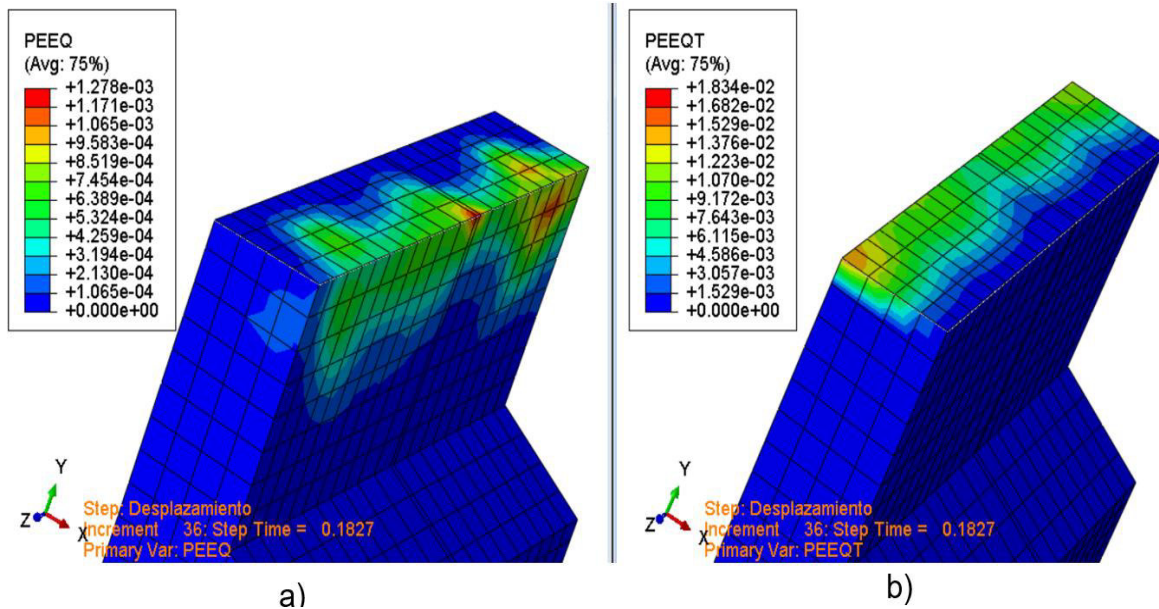 PEEQ
(Avg: 75%)
+1.278e-03
+1.171e-03
+1.065e-03
+9.583e-04
+8.519e-04
+7.454e-04
+6.389e-04
+5.324e-04
+4.259e-04
+3.194e-04
+2.130e-04
+1.065e-04
+0.000e+00
Y
Z
X
Step: Desplazamiento
Increment 36: Step Time = 0.1827
Primary Var: PEEQ
a)
PEEQT
(Avg: 75%)
+1.834e-02
+1.682e-02
+1.529e-02
+1.376e-02
+1.223e-02
+1.070e-02
+9.172e-03
+7.643e-03
+6.115e-03
+4.586e-03
+3.057e-03
+1.529e-03
+0.000e+00
Y
Z
X
Step: Desplazamiento
Increment 36: Step Time = 0.1827
Primary Var: PEEQT
b)